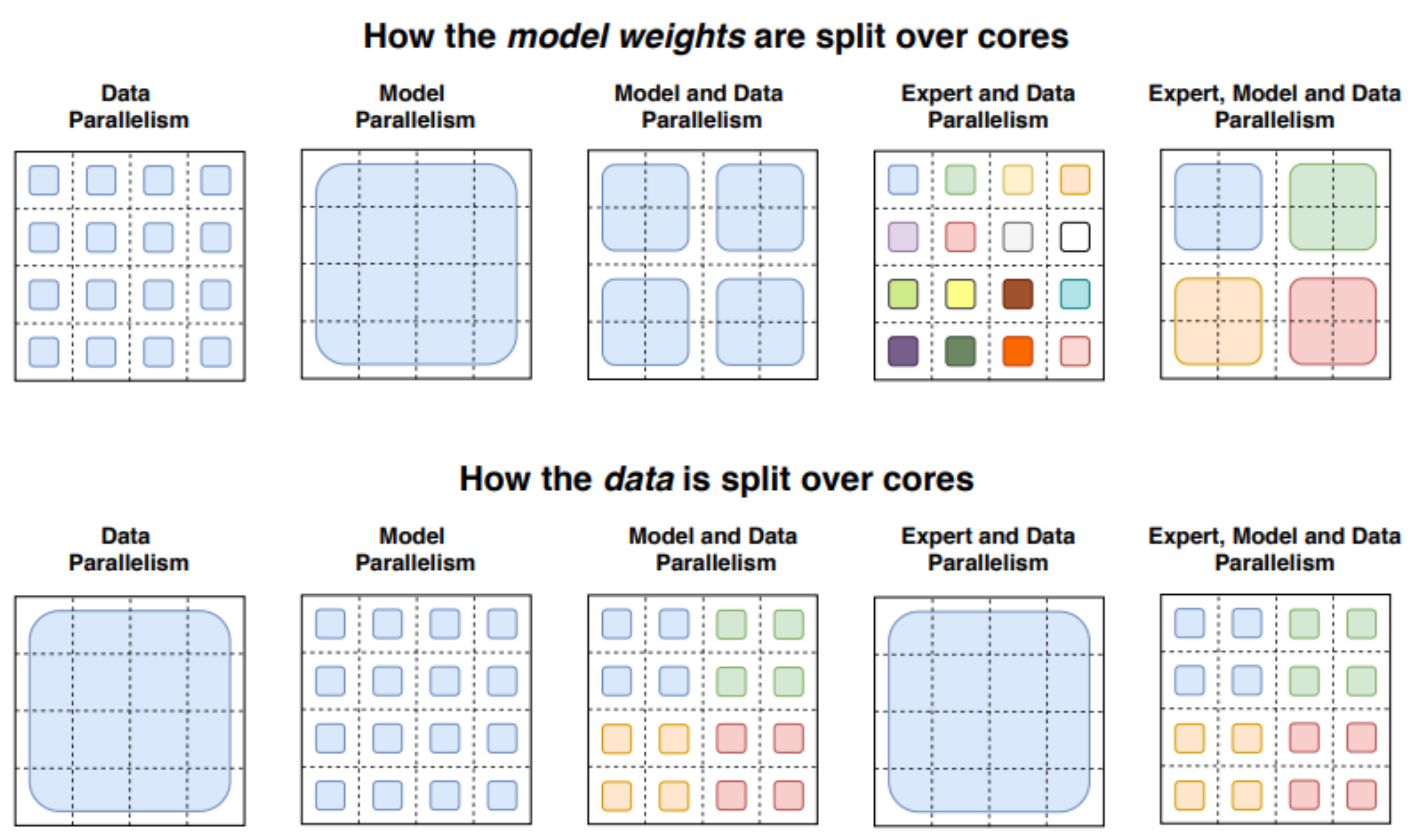 How the model weights are split over cores
Data
Parallelism
Model
Parallelism
Model and Data
Parallelism
Expert and Data
Parallelism
Expert, Model and Data
Parallelism
How the data is split over cores
Data
Parallelism
Model
Parallelism
Model and Data
Parallelism
Expert and Data
Parallelism
Expert, Model and Data
Parallelism